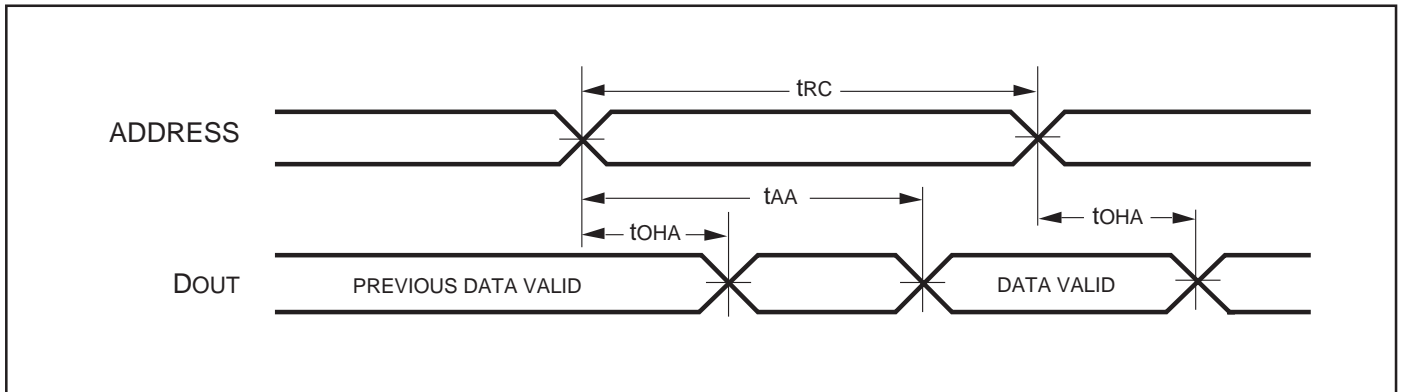 tRC
ADDRESS
tAA
tOHA
tOHA
DOUT
PREVIOUS DATA VALID
DATA VALID